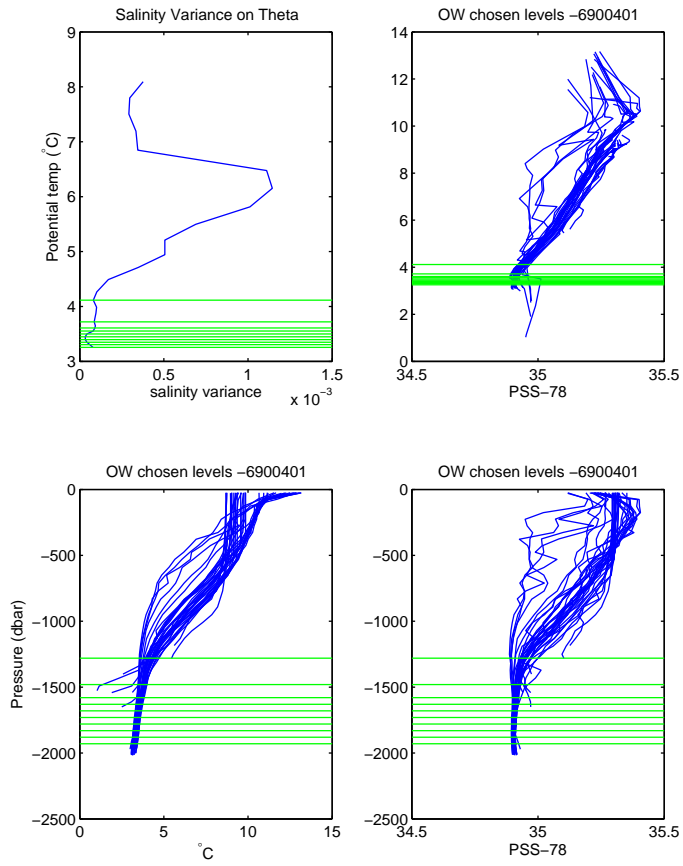 Salinity Variance on Theta
9
8
7
6
5
4
3
Potential temp (°C)
0 0.5 1 1.5
x 10⁻³
salinity variance
OW chosen levels −6900401
14
12
10
8
6
4
2
0
34.5 35 35.5
PSS−78
OW chosen levels −6900401
0
−500
−1000
−1500
−2000
−2500
Pressure (dbar)
0 5 10 15
°C
OW chosen levels −6900401
0
−500
−1000
−1500
−2000
−2500
34.5 35 35.5
PSS−78